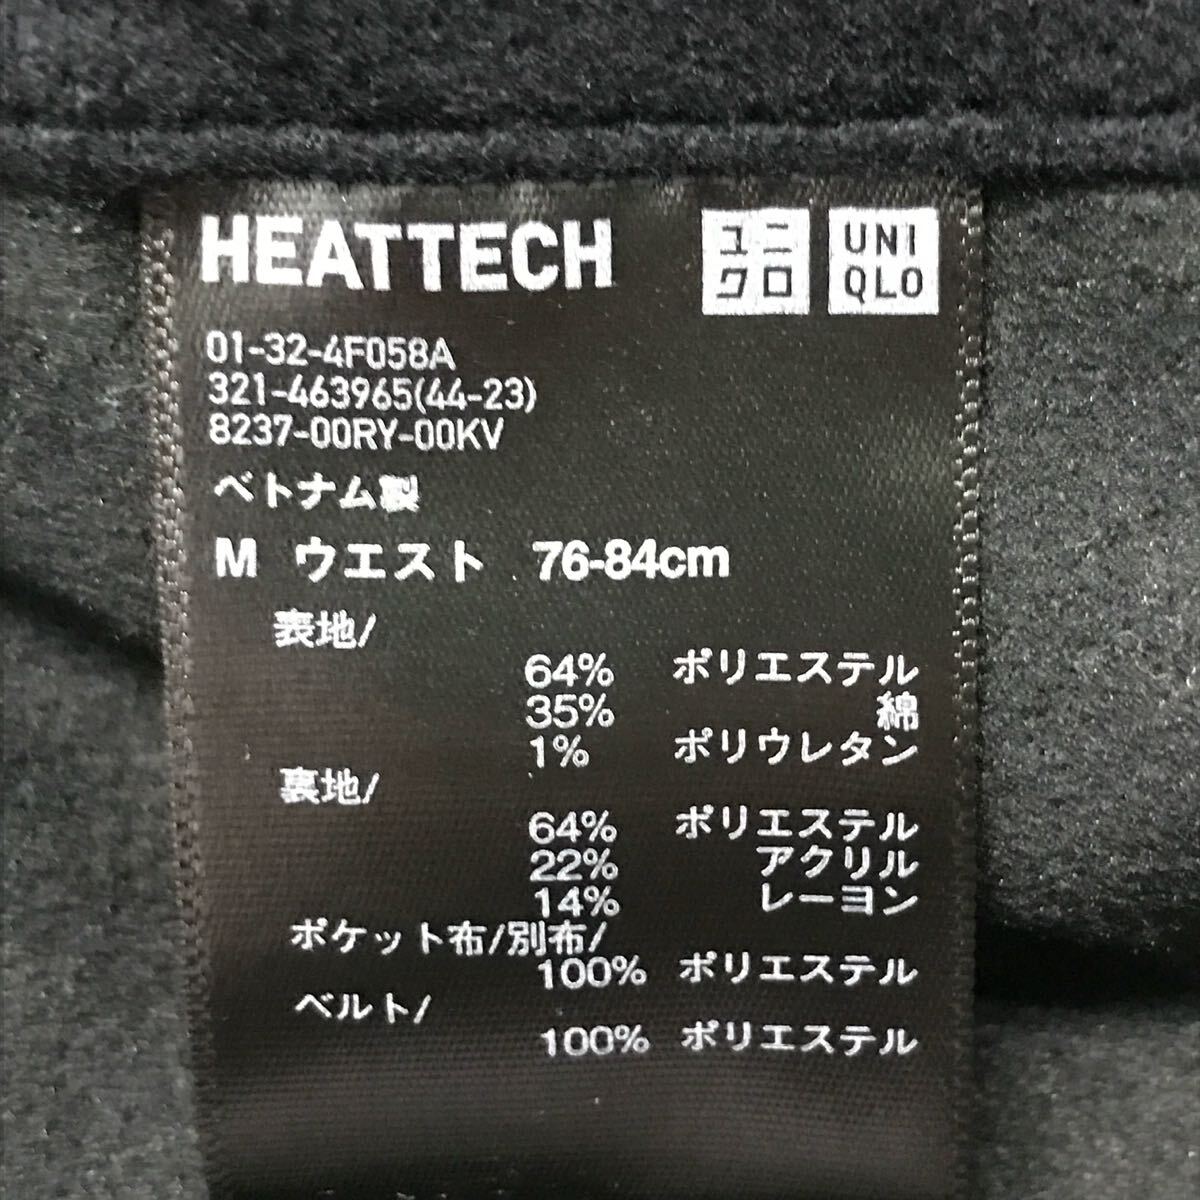 HEATTECH ユニ UNI
クロ QLO
01-32-4F058A
321-463965(44-23)
8237-00RY-00KV
ベトナム製
M ウエスト 76-84cm
表地/
64% ポリエステル
35% 綿
1% ポリウレタン
裏地/
64% ポリエステル
22% アクリル
14% レーヨン
ポケット布/別布/
100% ポリエステル
ベルト/
100% ポリエステル